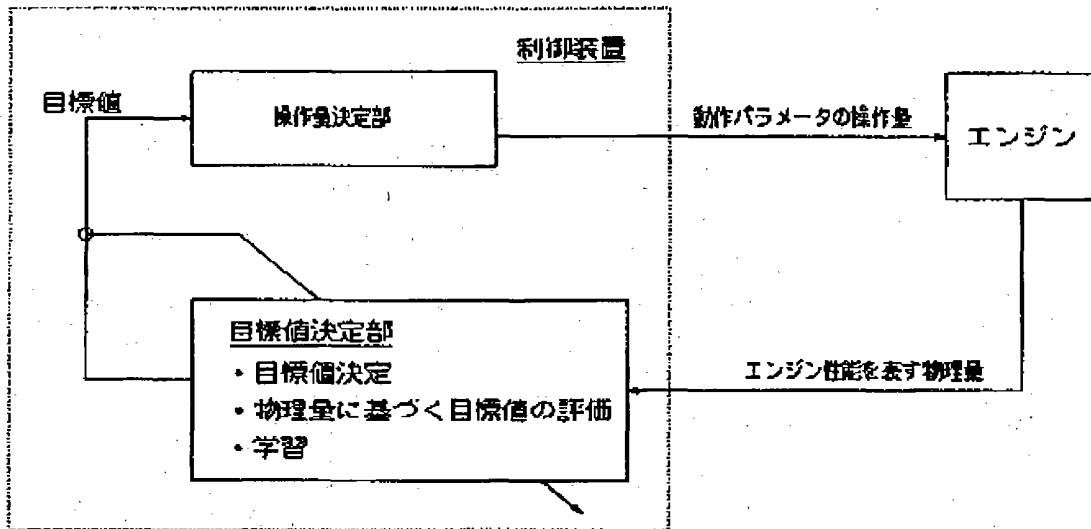 制御装置
目標値
操作量決定部
動作パラメータの操作量
エンジン
目標値決定部
・目標値決定
・物理量に基づく目標値の評価
・学習
エンジン性能を表す物理量